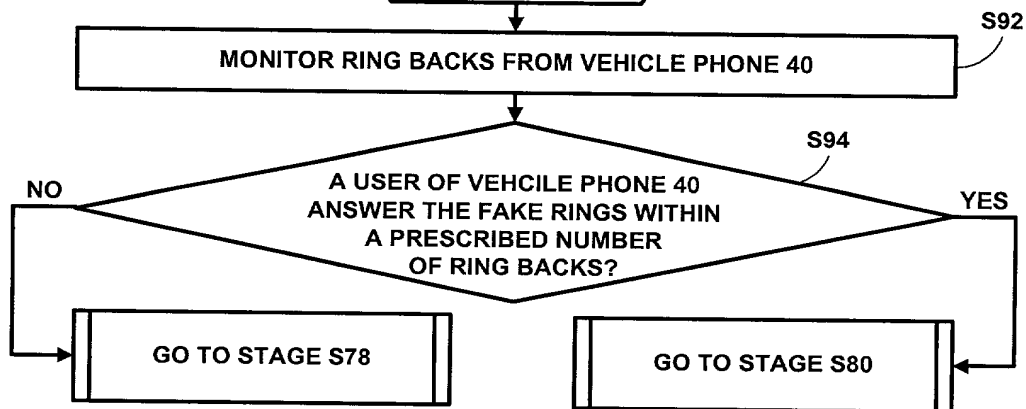 S92
MONITOR RING BACKS FROM VEHICLE PHONE 40
S94
NO
A USER OF VEHCILE PHONE 40
YES
ANSWER THE FAKE RINGS WITHIN
A PRESCRIBED NUMBER
OF RING BACKS?
GO TO STAGE S78
GO TO STAGE S80